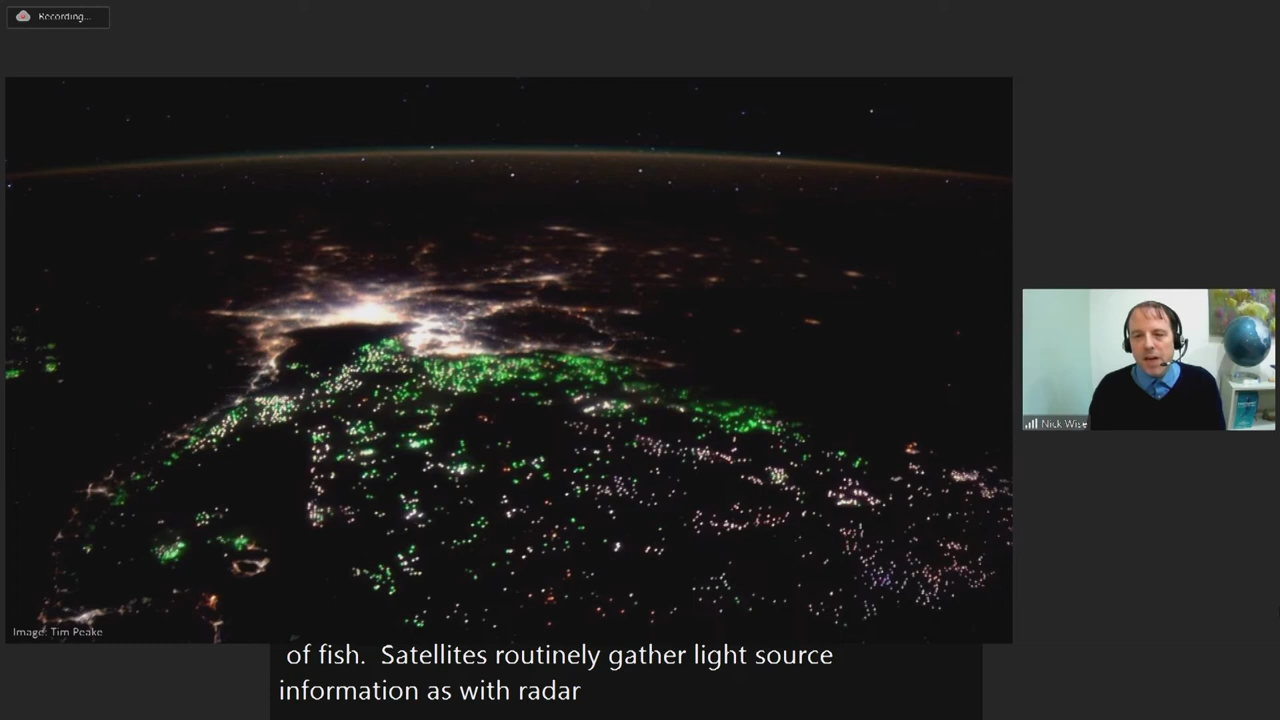 Recording...
Nick Wise
Image: Tim Peake
of fish.  Satellites routinely gather light source
information as with radar